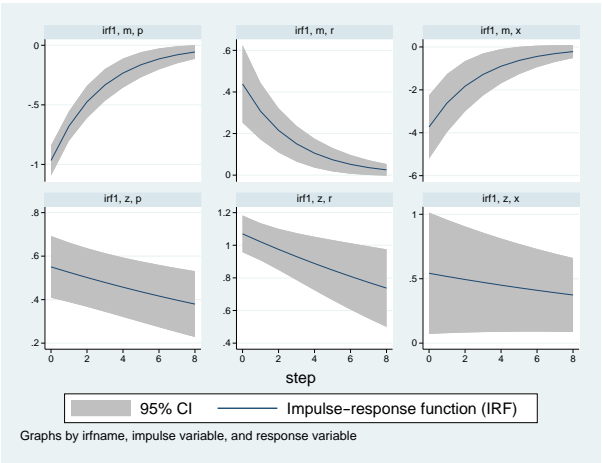 irf1, m, p
irf1, m, r
irf1, m, x
0
-.5
-1
.6
.4
.2
0
0
-2
-4
-6
irf1, z, p
irf1, z, r
irf1, z, x
.8
.6
.4
.2
1.2
1
.8
.6
.4
1
.5
0
0 2 4 6 8
0 2 4 6 8
0 2 4 6 8
step
95% CI
Impulse-response function (IRF)
Graphs by irfname, impulse variable, and response variable